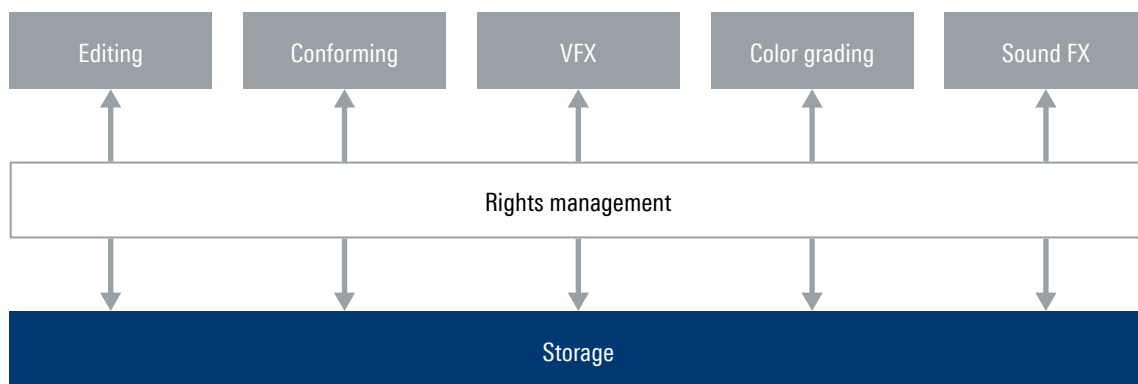 Editing
Conforming
VFX
Color grading
Sound FX
Rights management
Storage